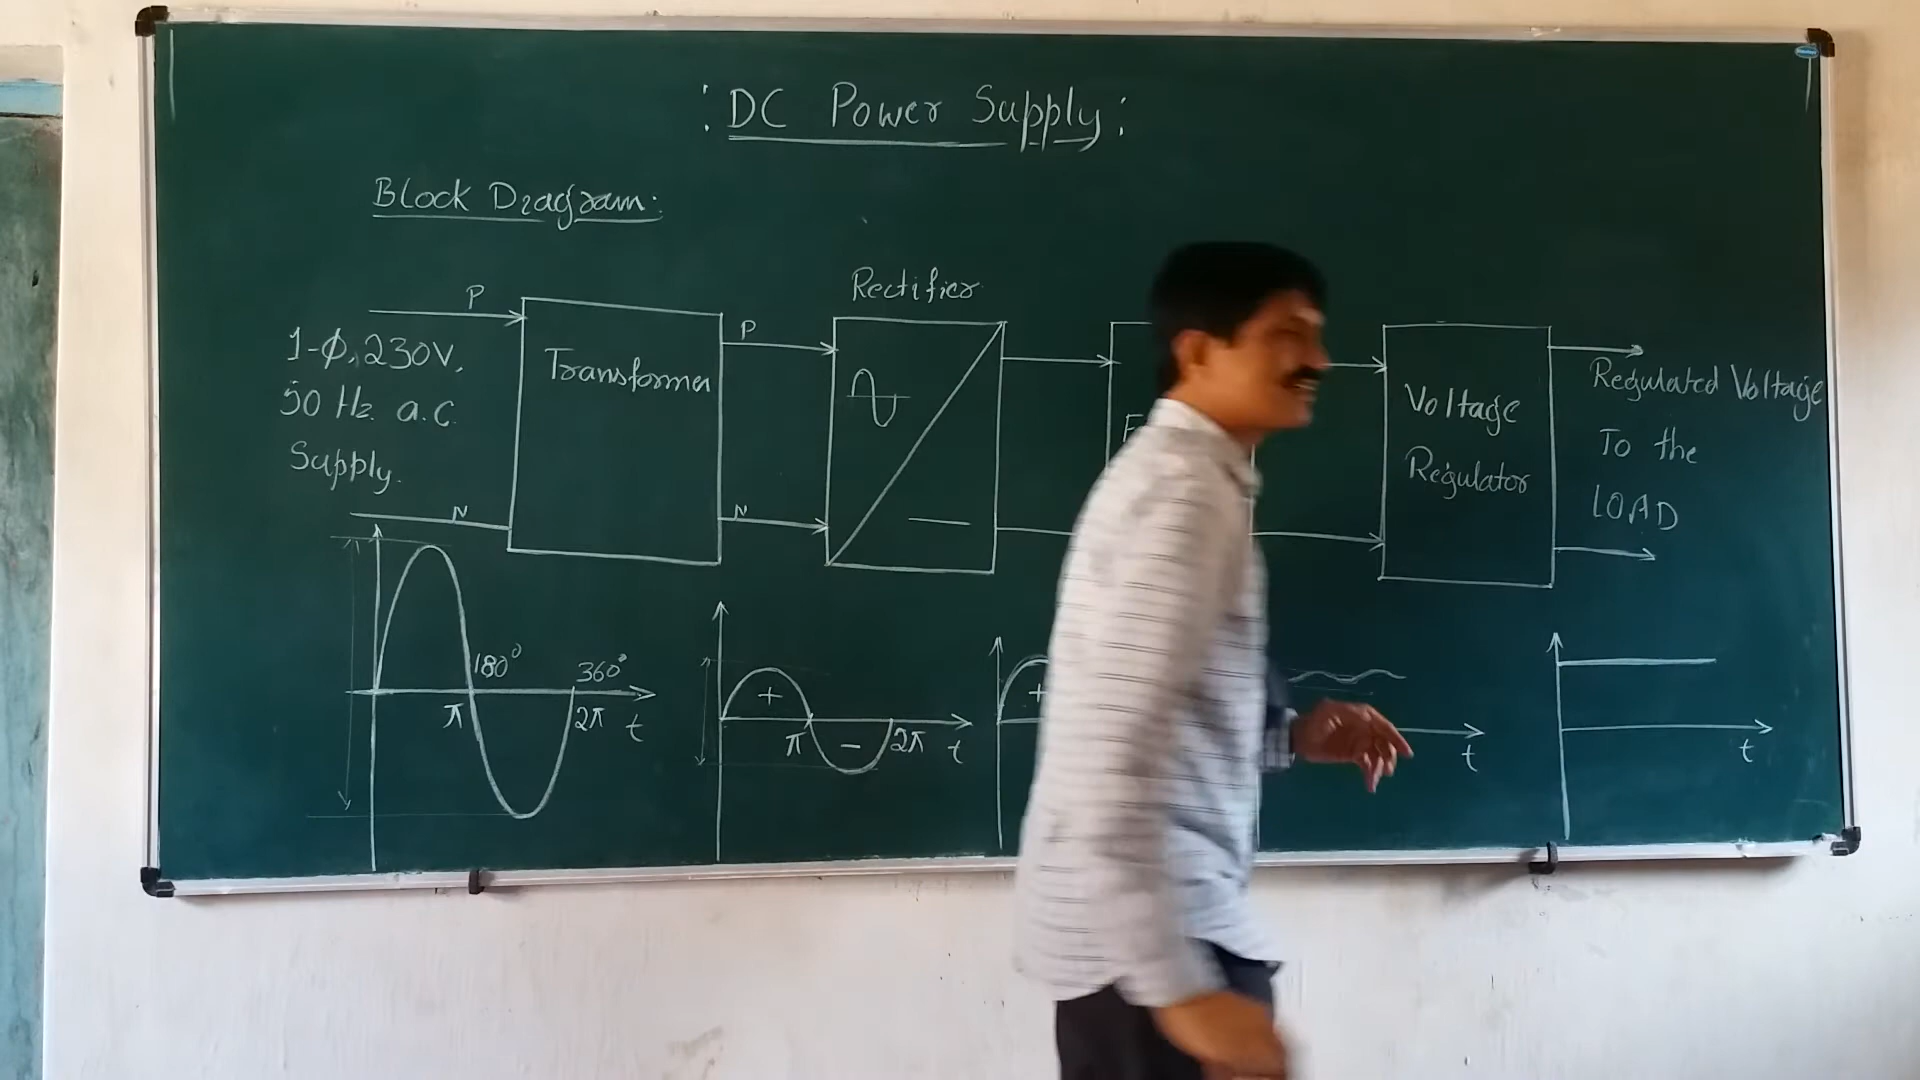 : DC Power Supply :
Block Diagram:
Rectifier
P
1-ϕ, 230V,
50 Hz. a.c.
Supply.
N
Transformer
P
N
Voltage
Regulator
Regulated Voltage
To the
LOAD
180°
360°
π
2π
t
+
π
-
2π
t
+
t
t